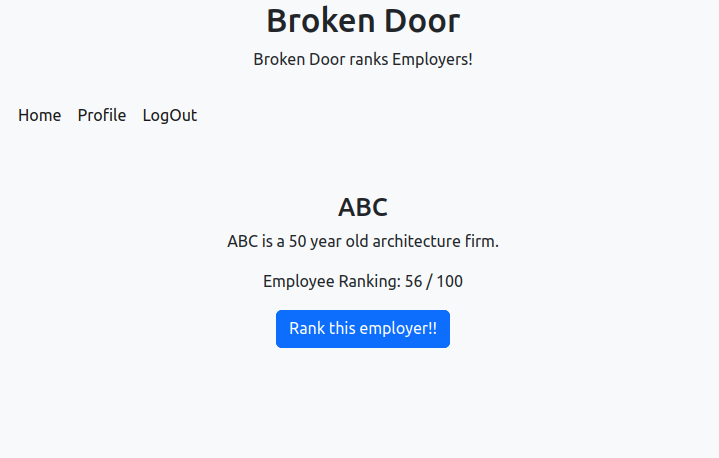 Broken Door
Broken Door ranks Employers!
Home Profile LogOut
ABC
ABC is a 50 year old architecture firm.
Employee Ranking: 56 / 100
Rank this employer!!